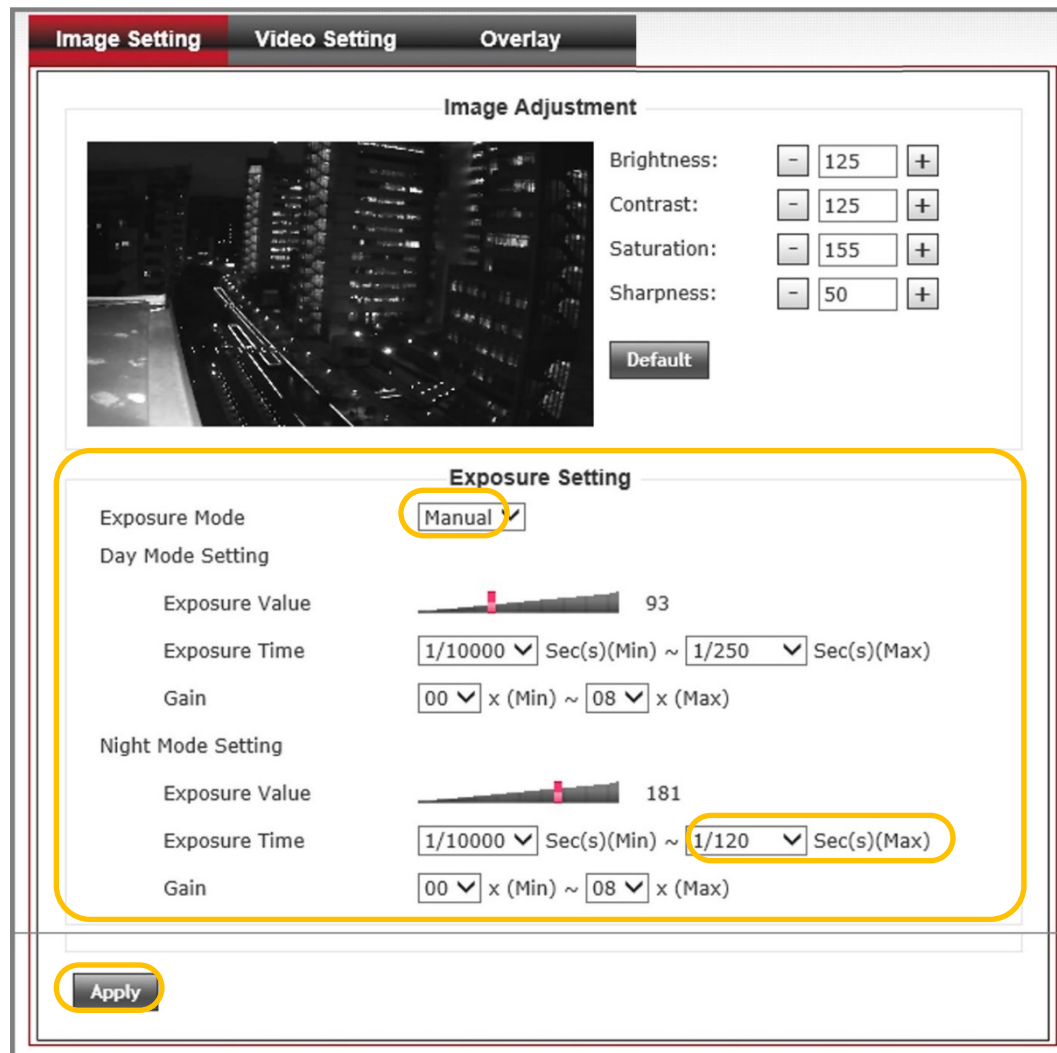 Image Setting Video Setting Overlay
Image Adjustment
Brightness: - 125 +
Contrast: - 125 +
Saturation: - 155 +
Sharpness: - 50 +
Default
Exposure Setting
Exposure Mode Manual
Day Mode Setting
Exposure Value 93
Exposure Time 1/10000 Sec(s)(Min) ~ 1/250 Sec(s)(Max)
Gain 00 x (Min) ~ 08 x (Max)
Night Mode Setting
Exposure Value 181
Exposure Time 1/10000 Sec(s)(Min) ~ 1/120 Sec(s)(Max)
Gain 00 x (Min) ~ 08 x (Max)
Apply